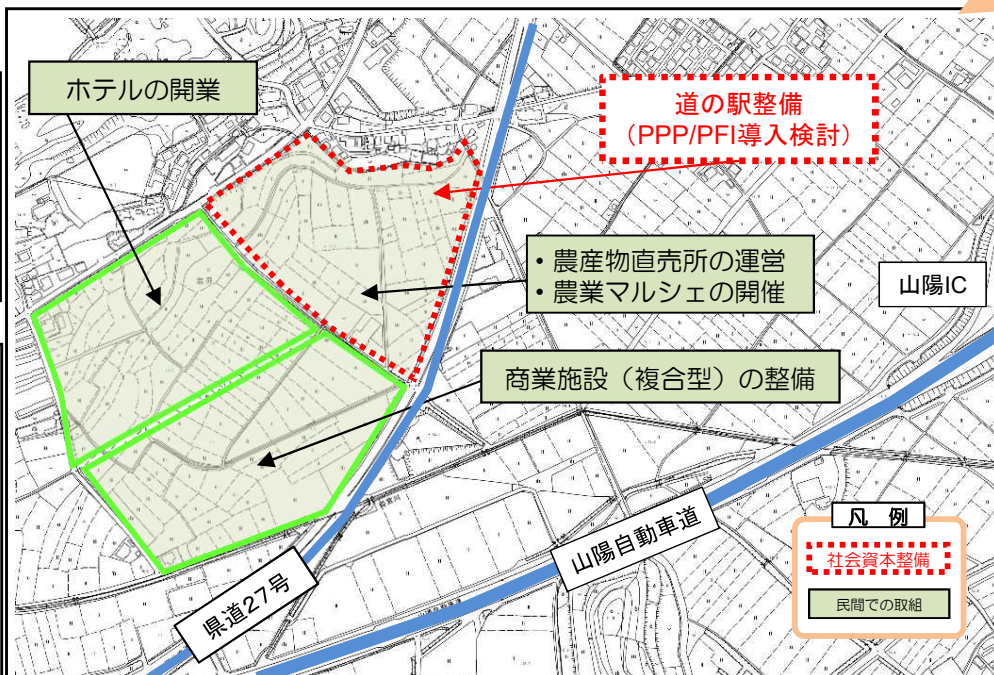 ホテルの開業
道の駅整備
（PPP/PFI導入検討）
・農産物直売所の運営
・農業マルシェの開催
山陽IC
商業施設（複合型）の整備
県道27号
山陽自動車道
凡　例
社会資本整備
民間での取組